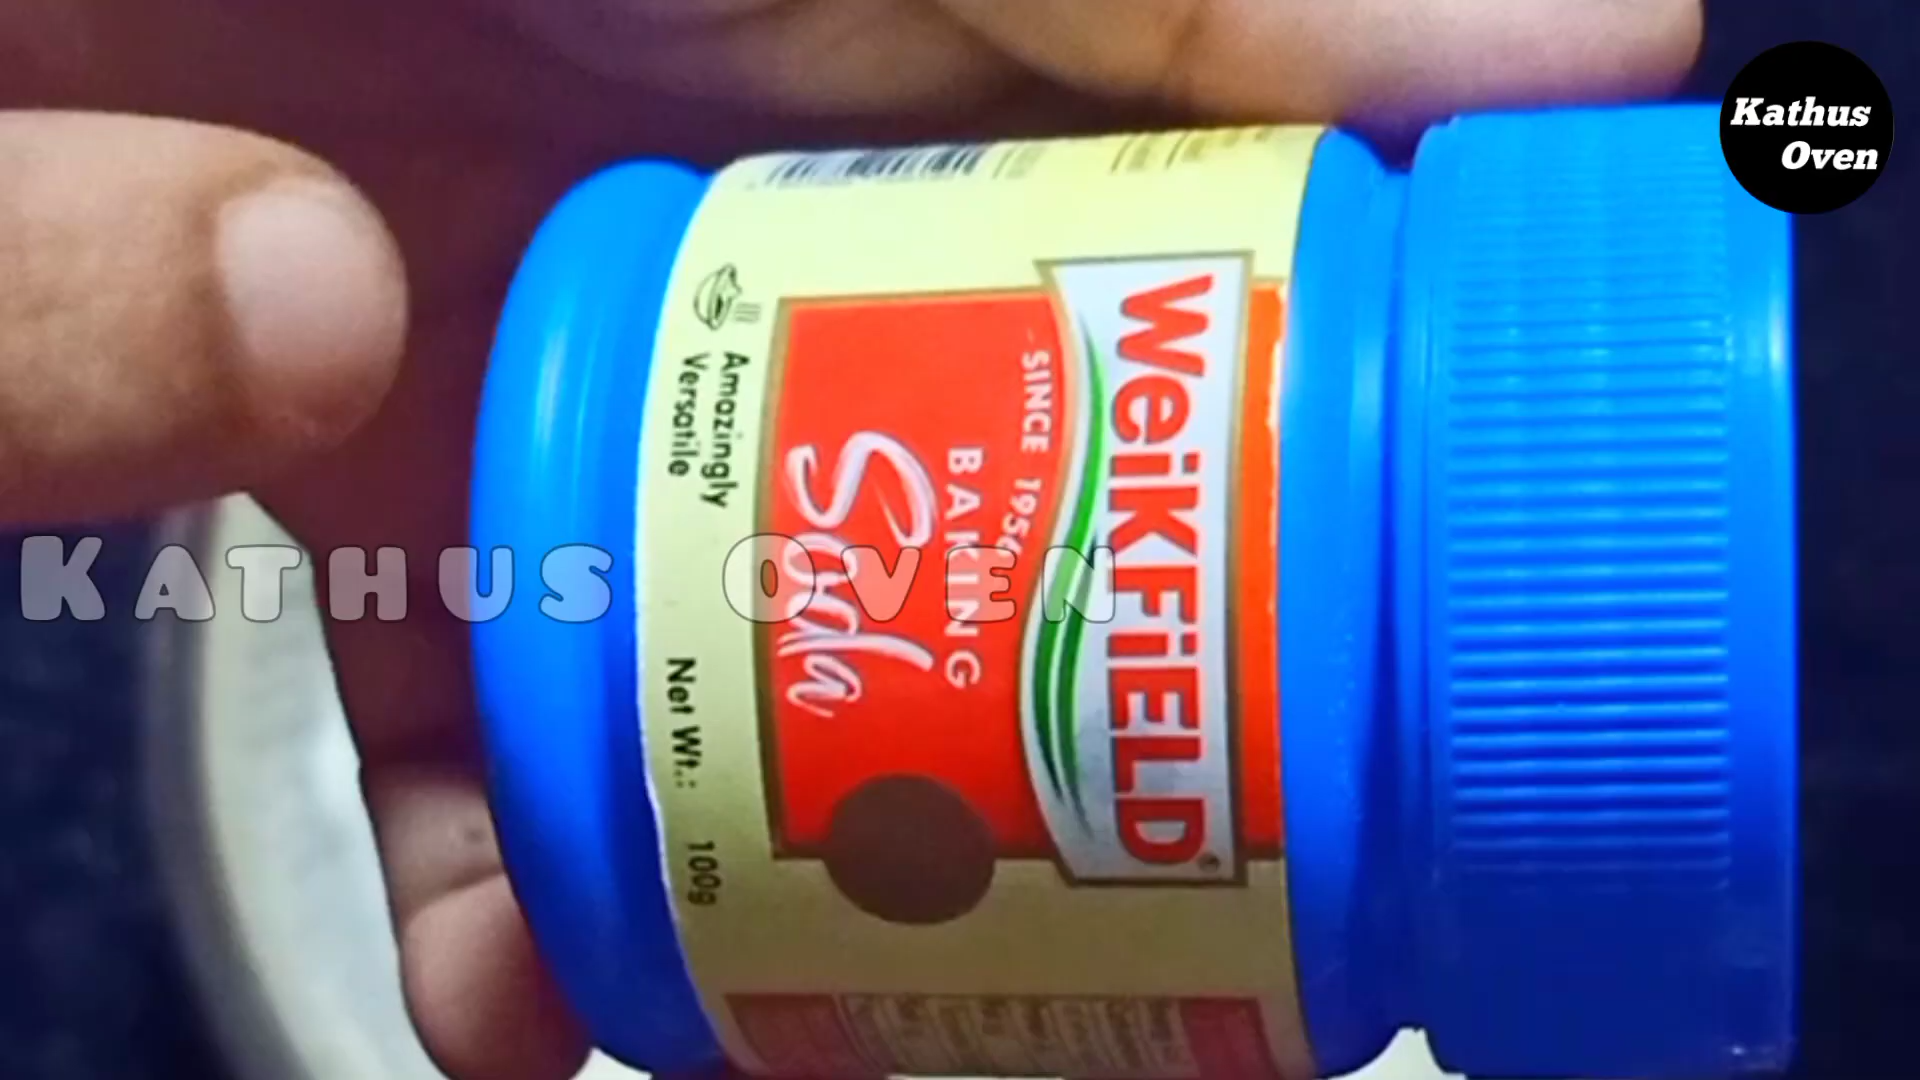 Kathus
Oven
WeiKFiELD®
SINCE 1956
BAKING
Soda
Amazingly
Versatile
Net Wt.: 100g
KATHUS OVEN